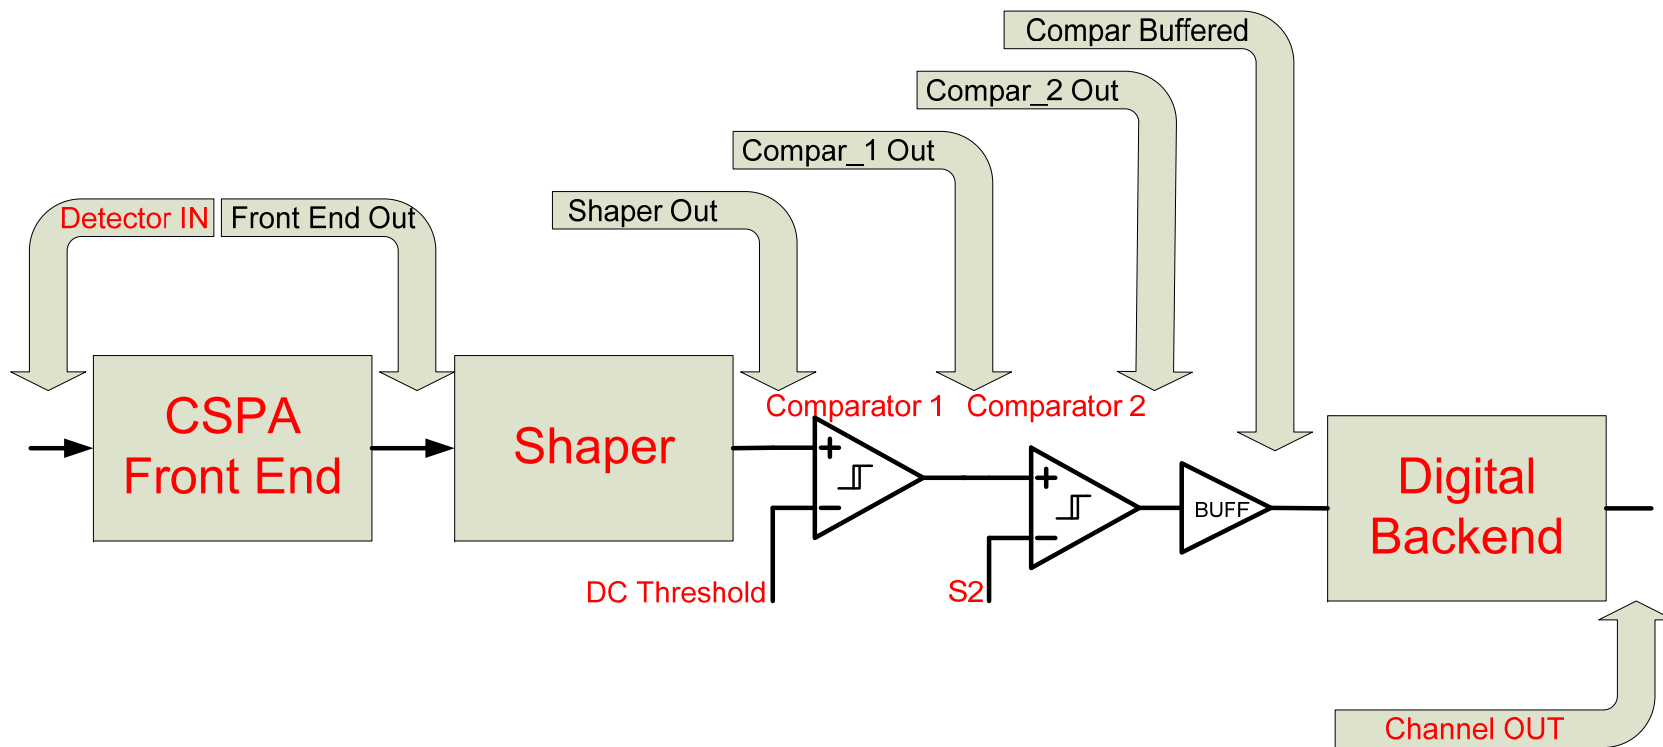 Compar Buffered
Compar_2 Out
Compar_1 Out
Detector IN
Front End Out
Shaper Out
CSPA
Front End
Shaper
Comparator 1
Comparator 2
+
−
+
−
BUFF
Digital
Backend
DC Threshold
S2
Channel OUT